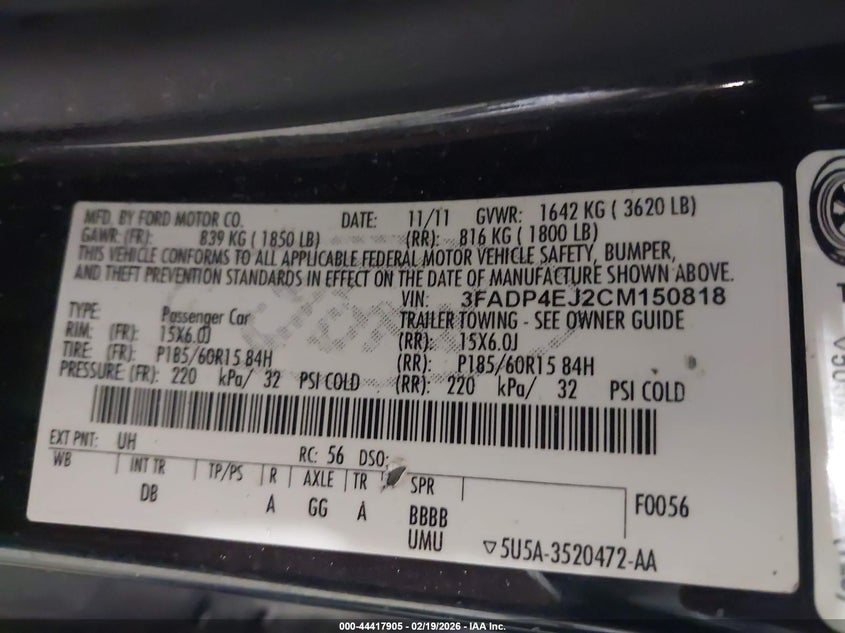 MFD. BY FORD MOTOR CO. DATE: 11/11 GVWR: 1642 KG ( 3620 LB)
GAWR: (FR): 839 KG ( 1850 LB) (RR): 816 KG ( 1800 LB)
THIS VEHICLE CONFORMS TO ALL APPLICABLE FEDERAL MOTOR VEHICLE SAFETY, BUMPER,
AND THEFT PREVENTION STANDARDS IN EFFECT ON THE DATE OF MANUFACTURE SHOWN ABOVE.
VIN: 3FADP4EJ2CM150818
TYPE: Passenger Car TRAILER TOWING - SEE OWNER GUIDE
RIM: (FR): 15X6.0J (RR): 15X6.0J
TIRE: (FR): P185/60R15 84H (RR): P185/60R15 84H
PRESSURE (FR): 220 kPa/ 32 PSI COLD (RR): 220 kPa/ 32 PSI COLD
EXT PNT: UH RC: 56 DSO:
WB INT TR TP/PS R AXLE TR SPR F0056
DB A GG A BBBB
UMU ▽5U5A-3520472-AA
000-44417905 - 02/19/2026 - IAA Inc.